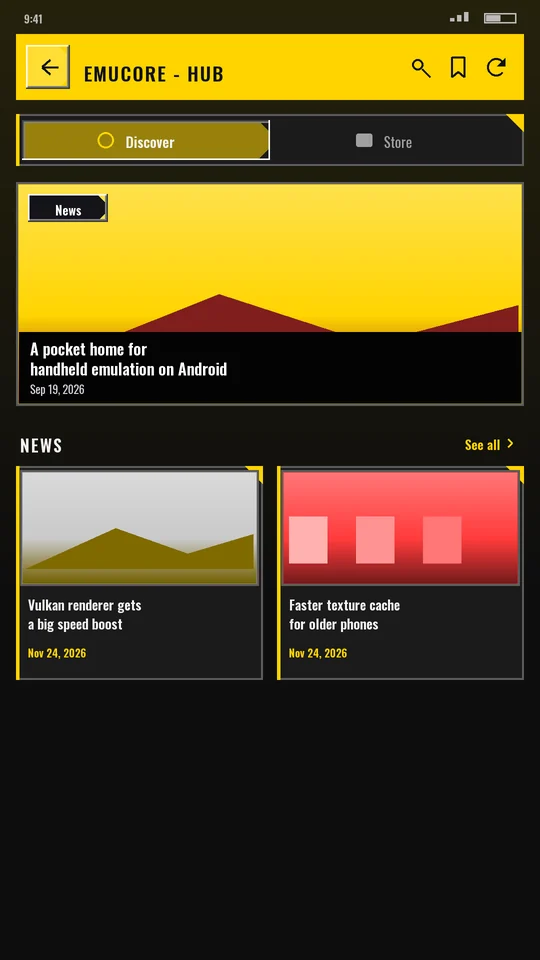 9:41
EMUCORE - HUB
Discover
Store
News
A pocket home for
handheld emulation on Android
Sep 19, 2026
NEWS
See all
Vulkan renderer gets
a big speed boost
Nov 24, 2026
Faster texture cache
for older phones
Nov 24, 2026